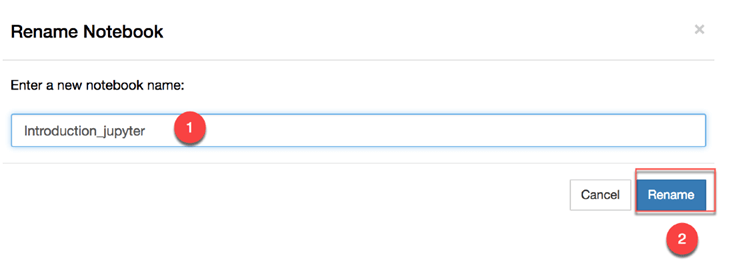 Rename Notebook ×
Enter a new notebook name:
Introduction_jupyter 1
Cancel Rename
2